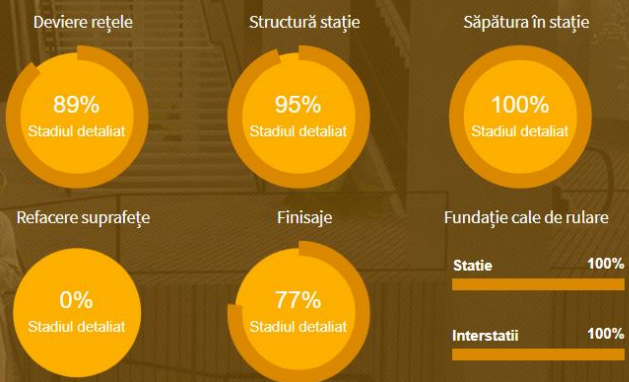 Deviere rețele
Structură stație
Săpătura în stație
89%
Stadiul detaliat
95%
Stadiul detaliat
100%
Stadiul detaliat
Refacere suprafețe
Finisaje
Fundație cale de rulare
0%
Stadiul detaliat
77%
Stadiul detaliat
Statie 100%
Interstatii 100%